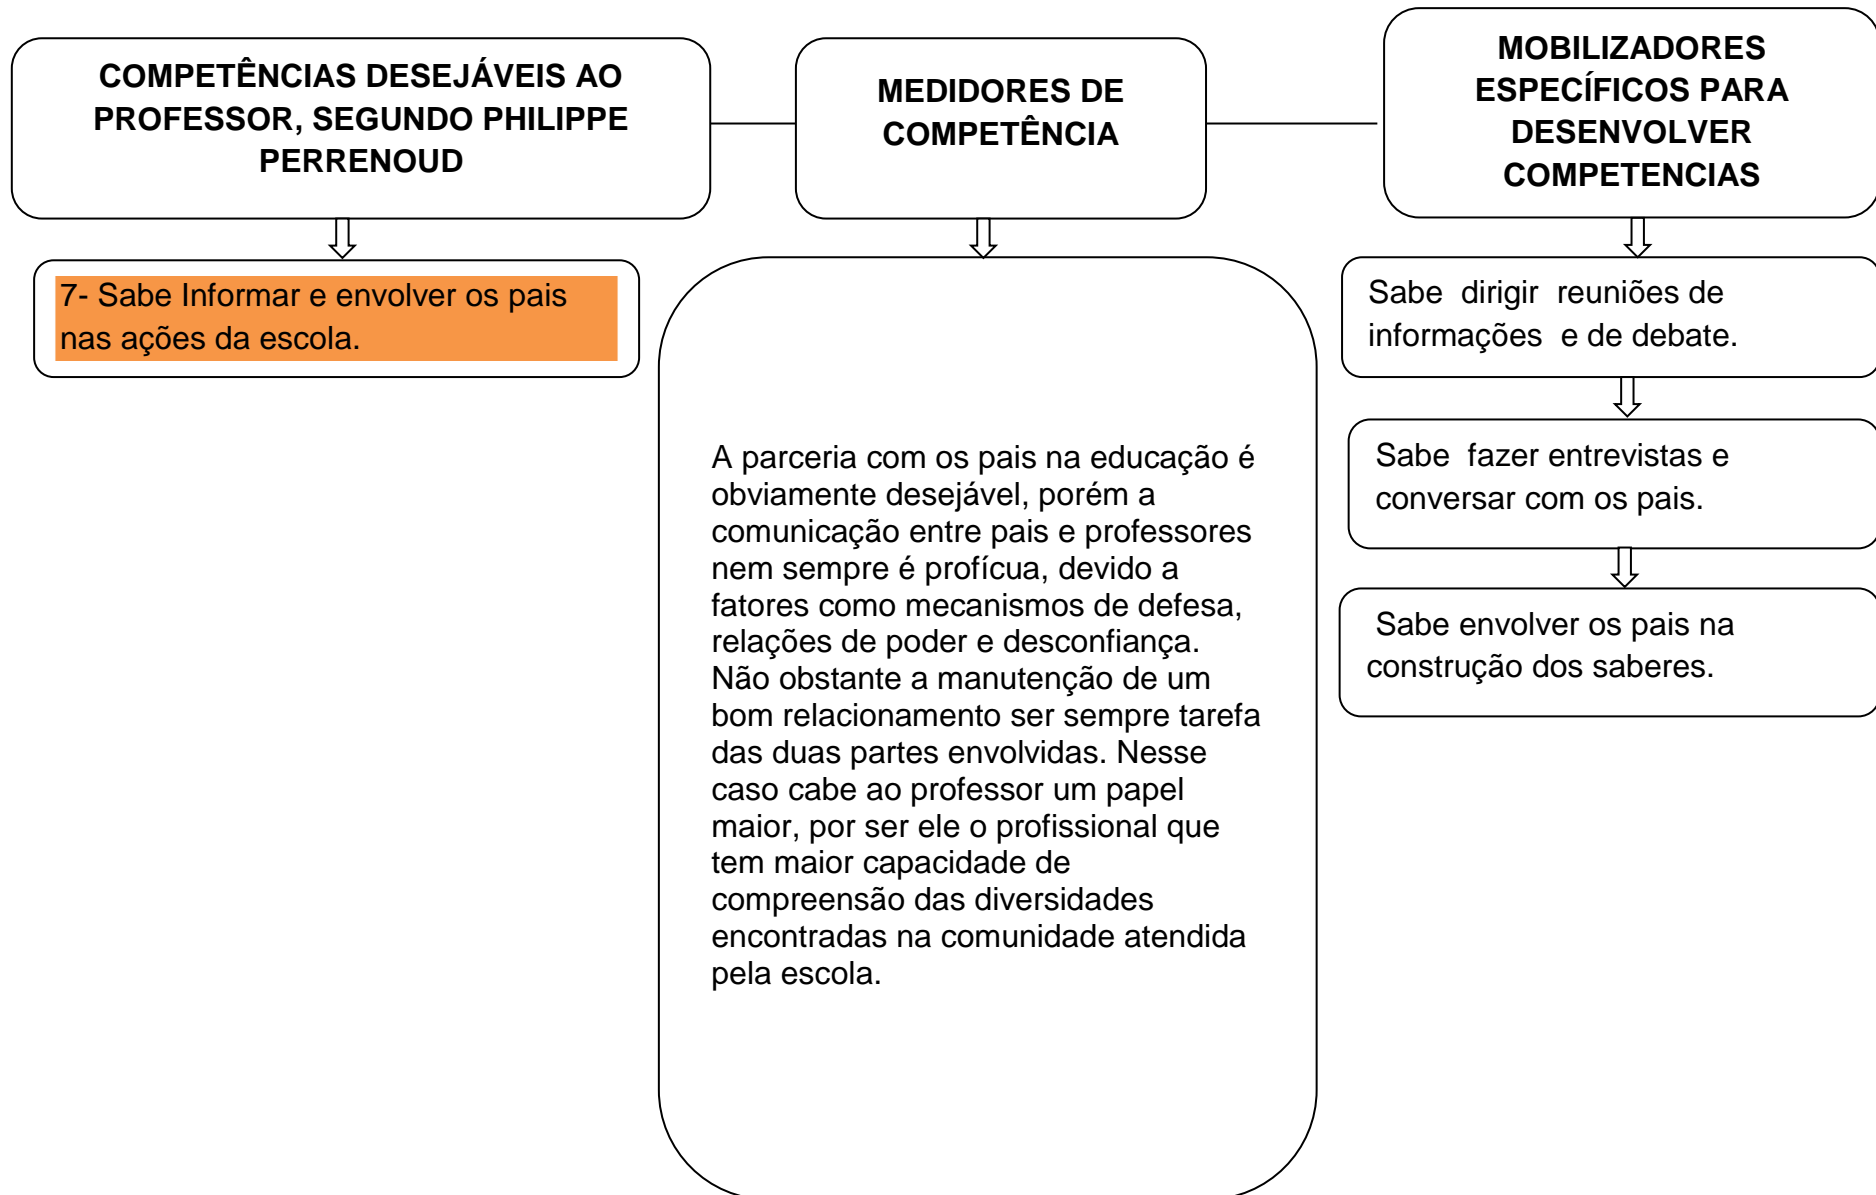 COMPETÊNCIAS DESEJÁVEIS AO
PROFESSOR, SEGUNDO PHILIPPE
PERRENOUD
MEDIDORES DE
COMPETÊNCIA
MOBILIZADORES
ESPECÍFICOS PARA
DESENVOLVER
COMPETENCIAS
7- Sabe Informar e envolver os pais
nas ações da escola.
A parceria com os pais na educação é
obviamente desejável, porém a
comunicação entre pais e professores
nem sempre é profícua, devido a
fatores como mecanismos de defesa,
relações de poder e desconfiança.
Não obstante a manutenção de um
bom relacionamento ser sempre tarefa
das duas partes envolvidas. Nesse
caso cabe ao professor um papel
maior, por ser ele o profissional que
tem maior capacidade de
compreensão das diversidades
encontradas na comunidade atendida
pela escola.
Sabe dirigir reuniões de
informações e de debate.
Sabe fazer entrevistas e
conversar com os pais.
Sabe envolver os pais na
construção dos saberes.